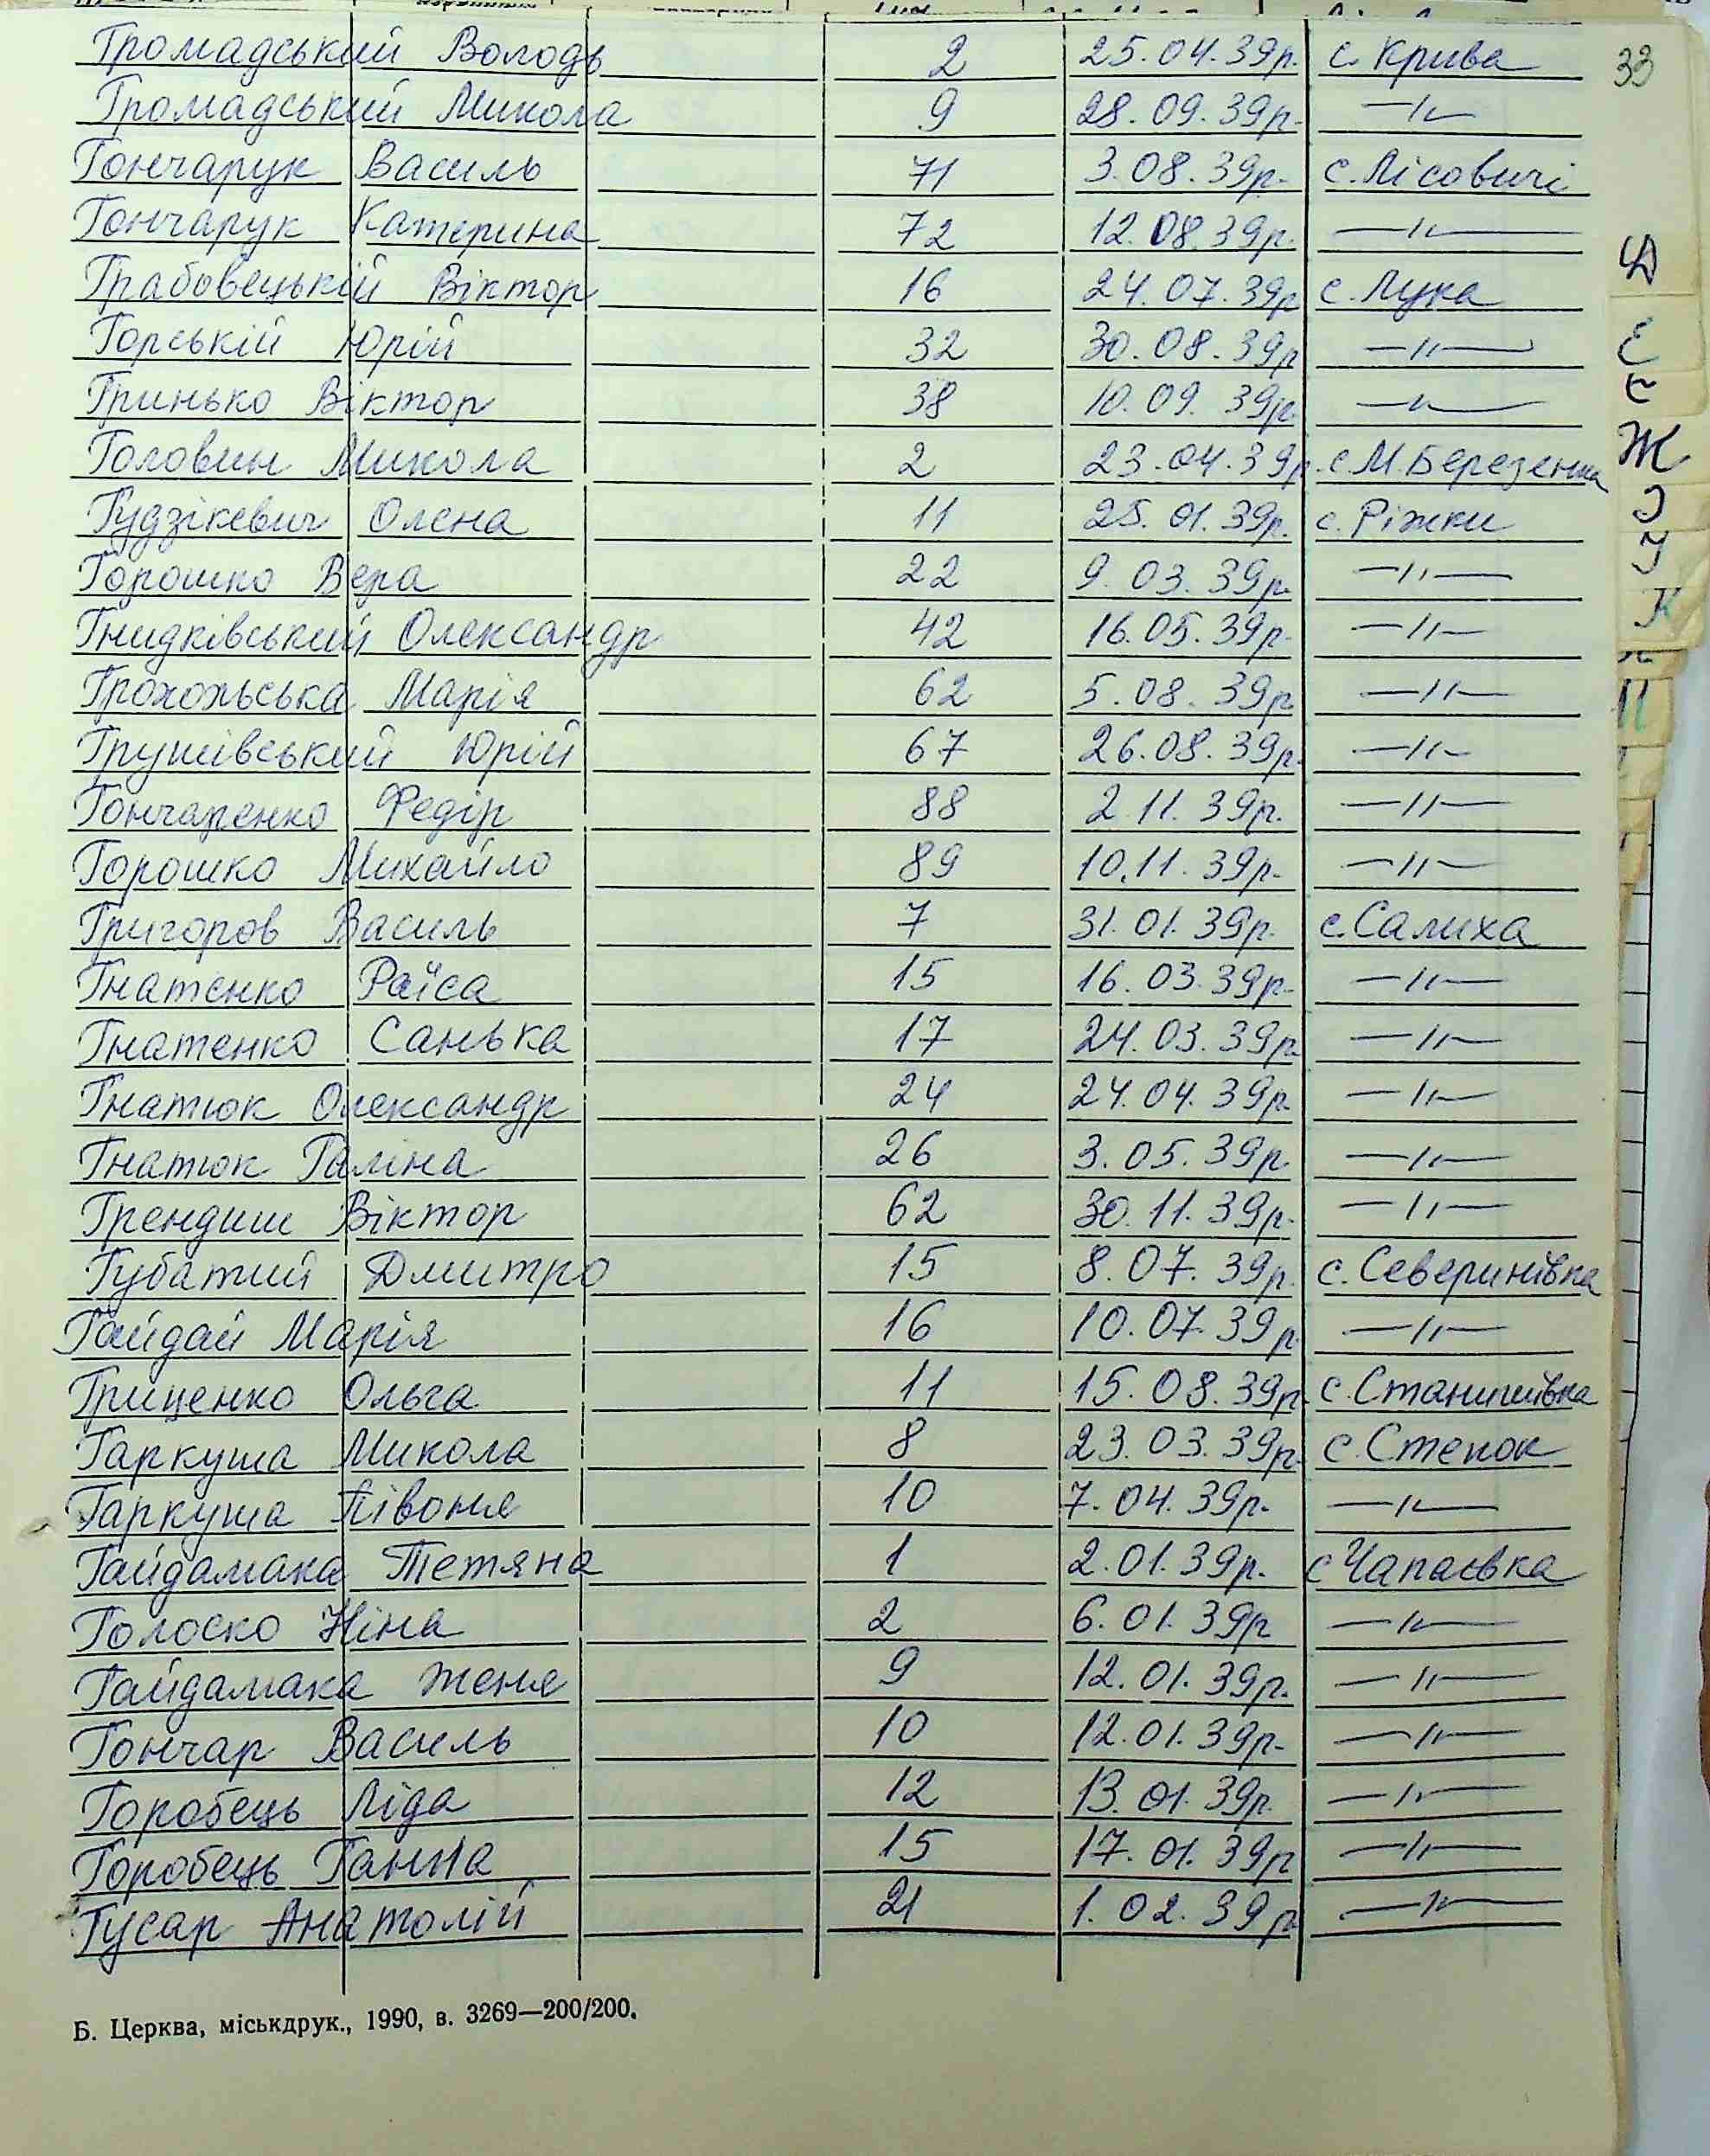 33
Громадський Володь 2 25.04.39р. с. Крива
Громадський Микола 9 28.09.39р. —"—
Гончарук Василь 71 3.08.39р. с. Лісовичі
Гончарук Катерина 72 12.08.39р. —"—
Грабовецькій Віктор 16 24.07.39р с. Лука
Горській Юрій 32 30.08.39р —"—
Гринько Віктор 38 10.09.39р. —"—
Головин Микола 2 23.04.39р. с М. Березенка
Гудзікевич Олена 11 25.01.39р. с. Ріжки
Горошко Вера 22 9.03.39р. —"—
Гнидківський Олександр 42 16.05.39р. —"—
Грохольська Марія 62 5.08.39р —"—
Грушівський Юрій 67 26.08.39р. —"—
Гончаренко Федір 88 2.11.39р. —"—
Горошко Михайло 89 10.11.39р. —"—
Григоров Василь 7 31.01.39р. с. Салиха
Гнатенко Раїса 15 16.03.39р. —"—
Гнатенко Санька 17 24.03.39р. —"—
Гнатюк Олександр 24 24.04.39р. —"—
Гнатюк Галіна 26 3.05.39р. —"—
Грендиш Віктор 62 30.11.39р. —"—
Губатий Дмитро 15 8.07.39р. с. Северинівка
Гайдай Марія 16 10.07.39р. —"—
Гриценко Ольга 11 15.08.39р. с. Станишівка
Гаркуша Микола 8 23.03.39р. с. Степок
Гаркуша Півоня 10 7.04.39р. —"—
Гайдамака Тетяна 1 2.01.39р. с Чапаєвка
Голоско Ніна 2 6.01.39р —"—
Гайдамака Женя 9 12.01.39р. —"—
Гончар Василь 10 12.01.39р. —"—
Горобець Ліда 12 13.01.39р. —"—
Горобець Ганна 15 17.01.39р —"—
Гусар Анатолій 21 1.02.39р —"—
Б. Церква, міськдрук., 1990, в. 3269—200/200.
Д
Е
Є
Ж
З
І
К